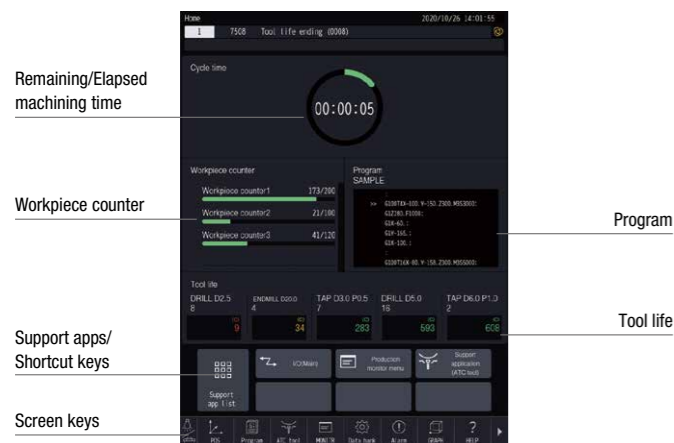 Home 2020/10/26 14:01:55
1 7508 Tool life ending (0008)
Cycle time
Remaining/Elapsed
machining time
00:00:05
Workpiece counter
Workpiece counter1 173/200
Workpiece counter2 21/100
Workpiece counter3 41/120
Workpiece counter
Program
SAMPLE
Program
Tool life
DRILL D2.5 ENDMILL D20.0 TAP D3.0 P0.5 DRILL D5.0 TAP D6.0 P1.0
8 4 7 16 2
9 34 283 593 608
Tool life
Support apps/
Shortcut keys
I/O(Main)
Production
monitor menu
Support
application
(ATC tool)
Support
app list
Screen keys
POS Program ATC tool MONITR Data bank Alarm GRAPH HELP